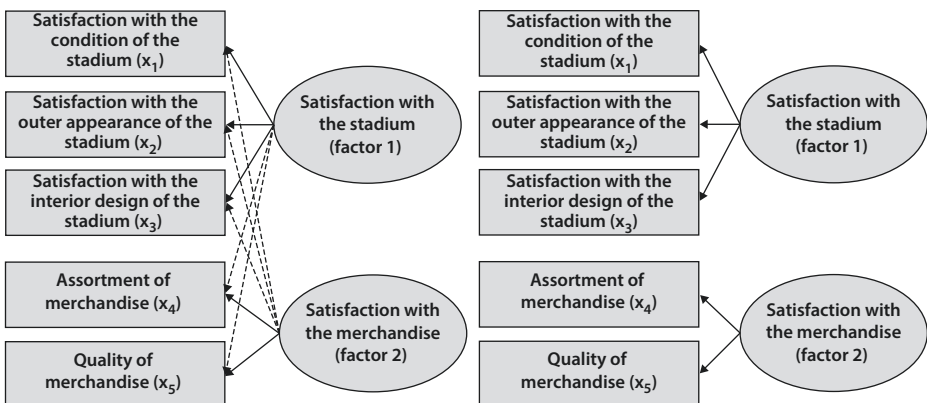 Satisfaction with the
condition of the
stadium (x₁)
Satisfaction with the
outer appearance of the
stadium (x₂)
Satisfaction with the
interior design of the
stadium (x₃)
Assortment of
merchandise (x₄)
Quality of
merchandise (x₅)
Satisfaction with
the stadium
(factor 1)
Satisfaction with
the merchandise
(factor 2)
Satisfaction with the
condition of the
stadium (x₁)
Satisfaction with the
outer appearance of the
stadium (x₂)
Satisfaction with the
interior design of the
stadium (x₃)
Assortment of
merchandise (x₄)
Quality of
merchandise (x₅)
Satisfaction with
the stadium
(factor 1)
Satisfaction with
the merchandise
(factor 2)